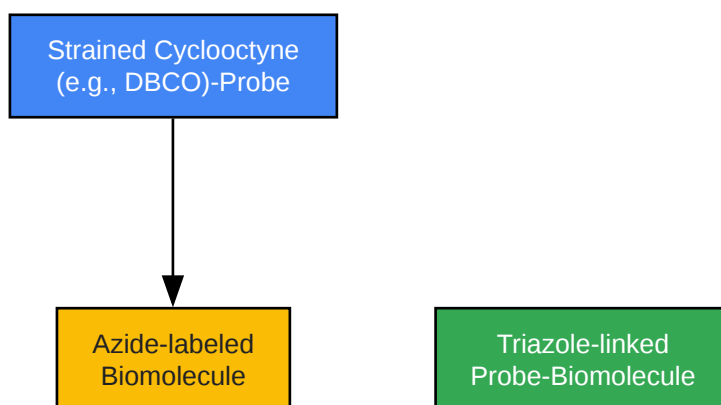 Strained Cyclooctyne
(e.g., DBCO)-Probe
Azide-labeled
Biomolecule
Triazole-linked
Probe-Biomolecule